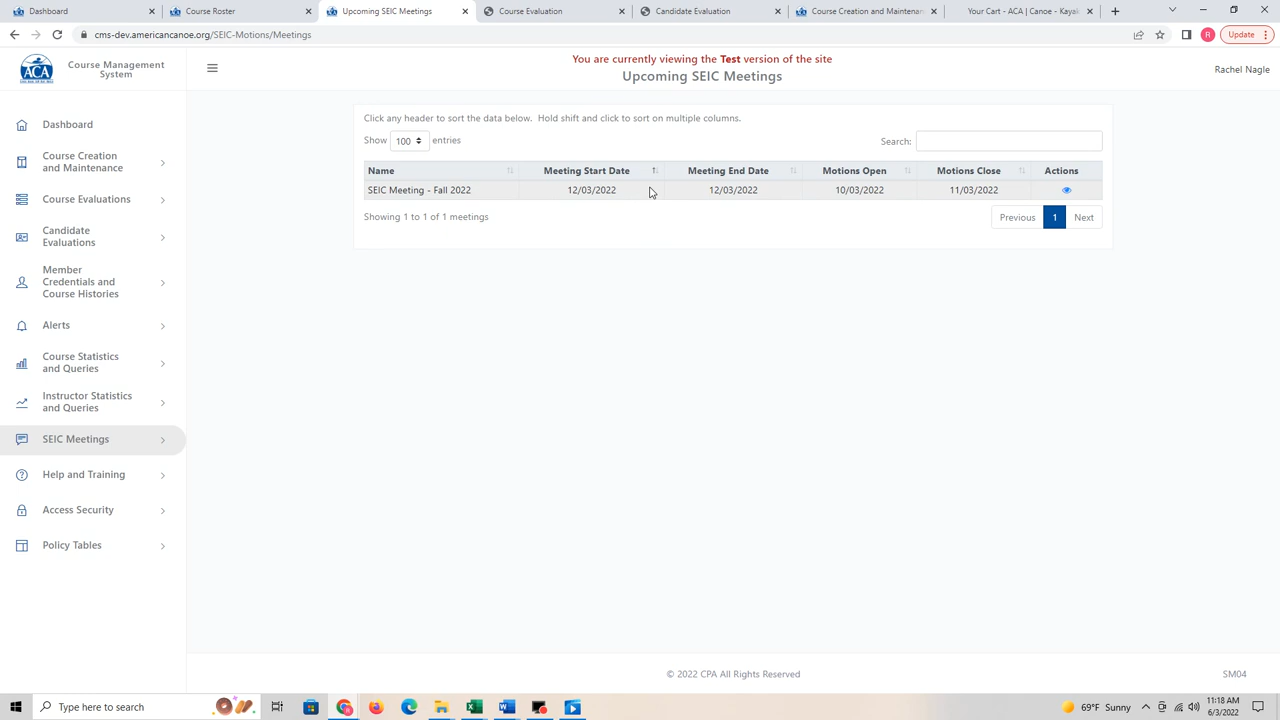 Dashboard
Course Roster
Upcoming SEIC Meetings
Course Evaluation
Candidate Evaluation
Course Creation and Maintenan
Your Cart - ACA | Canoe - Kayak
cms-dev.americancanoe.org/SEIC-Motions/Meetings
R
Update
ACA
Course Management
System
You are currently viewing the Test version of the site
Upcoming SEIC Meetings
Rachel Nagle
Dashboard
Course Creation
and Maintenance
Course Evaluations
Candidate
Evaluations
Member
Credentials and
Course Histories
Alerts
Course Statistics
and Queries
Instructor Statistics
and Queries
SEIC Meetings
Help and Training
Access Security
Policy Tables
Click any header to sort the data below. Hold shift and click to sort on multiple columns.
Show 100 entries
Search:
Name Meeting Start Date Meeting End Date Motions Open Motions Close Actions
SEIC Meeting - Fall 2022 12/03/2022 12/03/2022 10/03/2022 11/03/2022
Showing 1 to 1 of 1 meetings
Previous 1 Next
© 2022 CPA All Rights Reserved
SM04
Type here to search
69°F Sunny
11:18 AM
6/3/2022